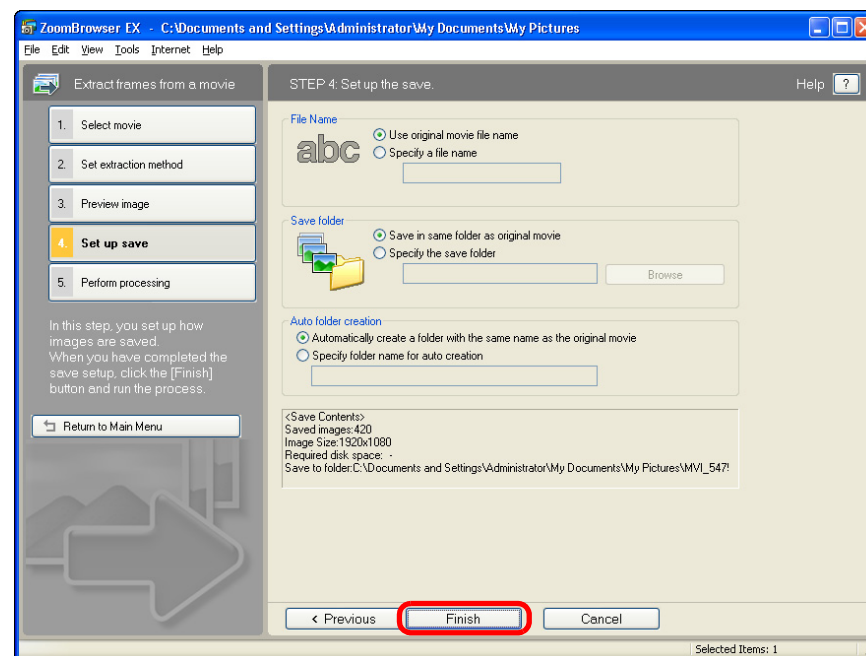 ZoomBrowser EX - C:\Documents and Settings\Administrator\My Documents\My Pictures
File Edit View Tools Internet Help
Extract frames from a movie
1. Select movie
2. Set extraction method
3. Preview image
4. Set up save
5. Perform processing
In this step, you set up how
images are saved.
When you have completed the
save setup, click the [Finish]
button and run the process.
Return to Main Menu
STEP 4: Set up the save.
Help ?
File Name
abc
Use original movie file name
Specify a file name
Save folder
Save in same folder as original movie
Specify the save folder
Browse
Auto folder creation
Automatically create a folder with the same name as the original movie
Specify folder name for auto creation
<Save Contents>
Saved images:420
Image Size:1920x1080
Required disk space: -
Save to folder:C:\Documents and Settings\Administrator\My Documents\My Pictures\MVI_547
< Previous Finish Cancel
Selected Items: 1